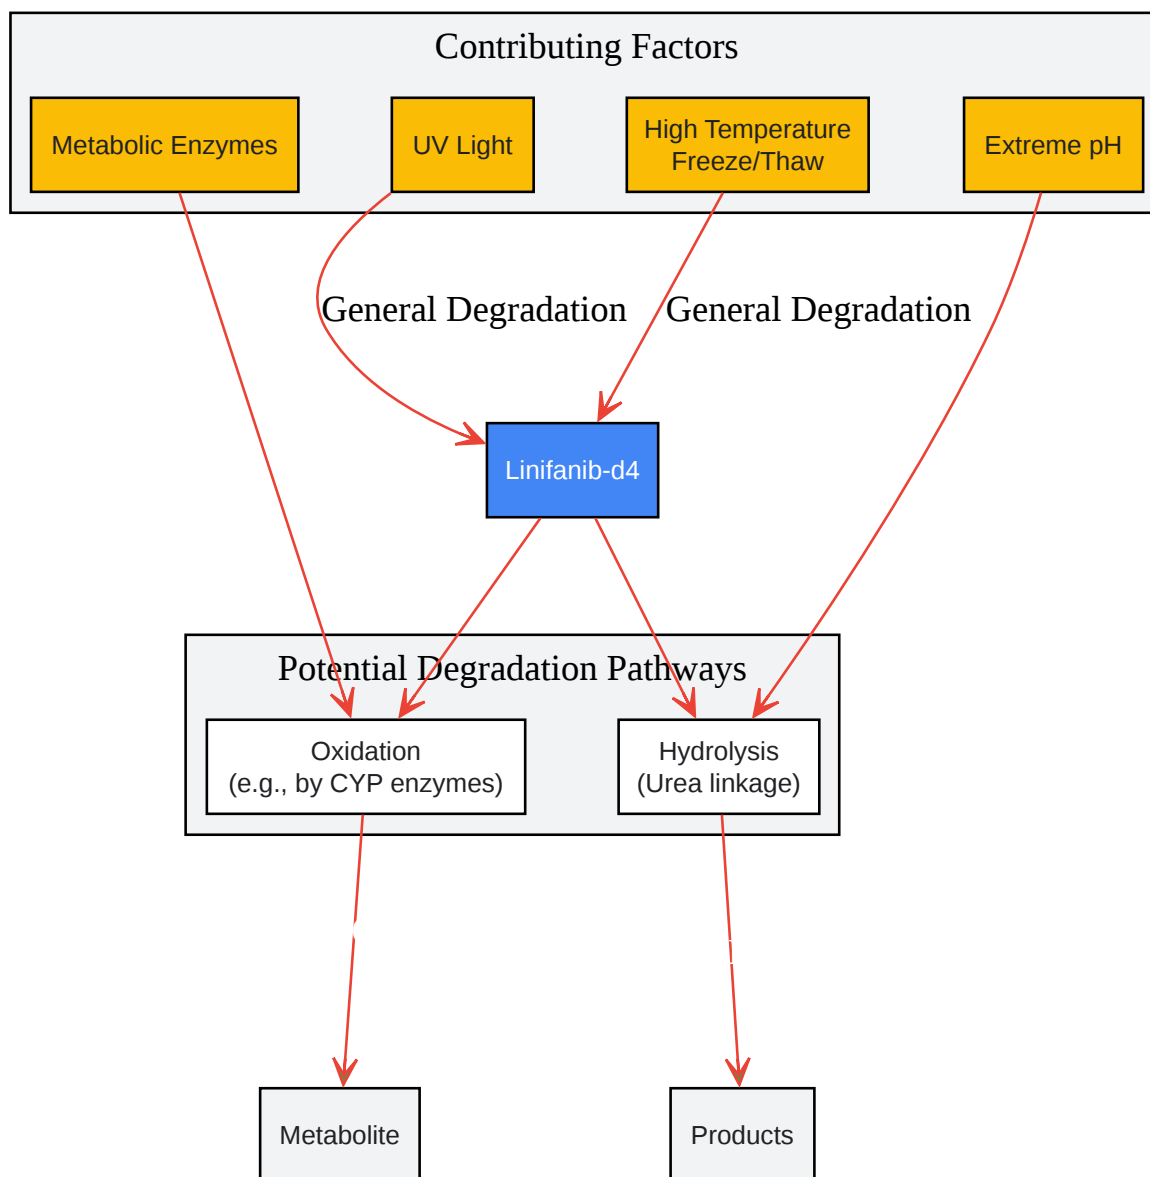 Contributing Factors
Metabolic Enzymes
UV Light
High Temperature
Freeze/Thaw
Extreme pH
General Degradation
General Degradation
Linifanib-d4
Potential Degradation Pathways
Oxidation
(e.g., by CYP enzymes)
Hydrolysis
(Urea linkage)
Metabolite
Products